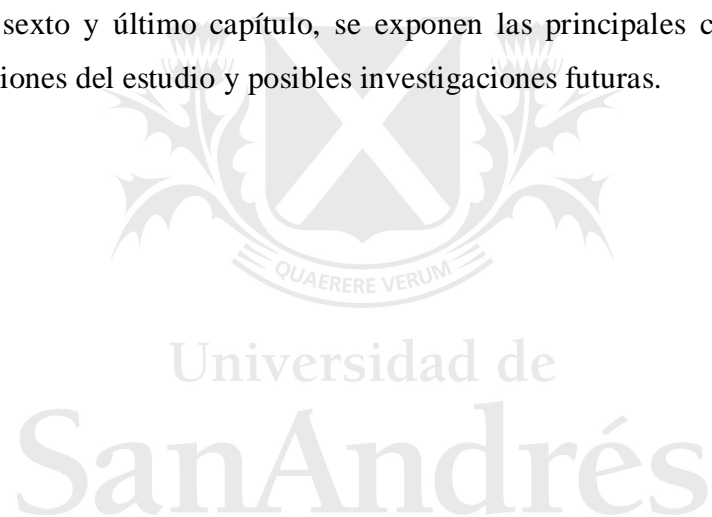 sexto y último capítulo, se exponen las principales c
iones del estudio y posibles investigaciones futuras.
QUAERERE VERUM
Universidad de
SanAndrés